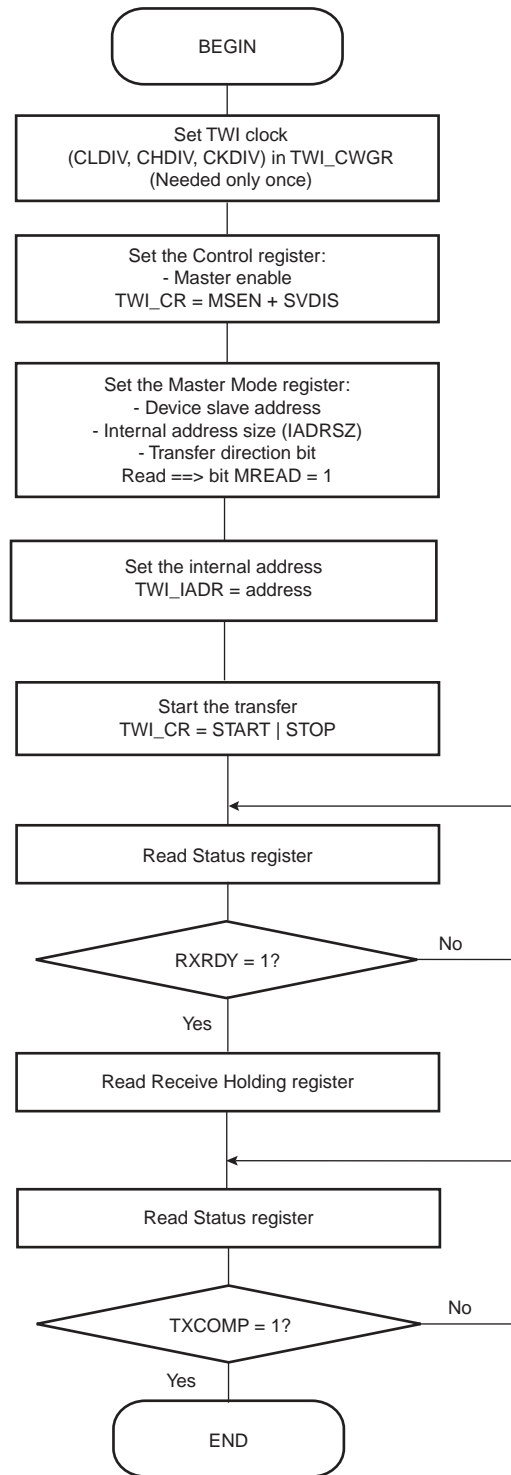 BEGIN
Set TWI clock
(CLDIV, CHDIV, CKDIV) in TWI_CWGR
(Needed only once)
Set the Control register:
- Master enable
TWI_CR = MSEN + SVDIS
Set the Master Mode register:
- Device slave address
- Internal address size (IADRSZ)
- Transfer direction bit
Read ==> bit MREAD = 1
Set the internal address
TWI_IADR = address
Start the transfer
TWI_CR = START | STOP
Read Status register
RXRDY = 1?
No
Yes
Read Receive Holding register
Read Status register
TXCOMP = 1?
No
Yes
END